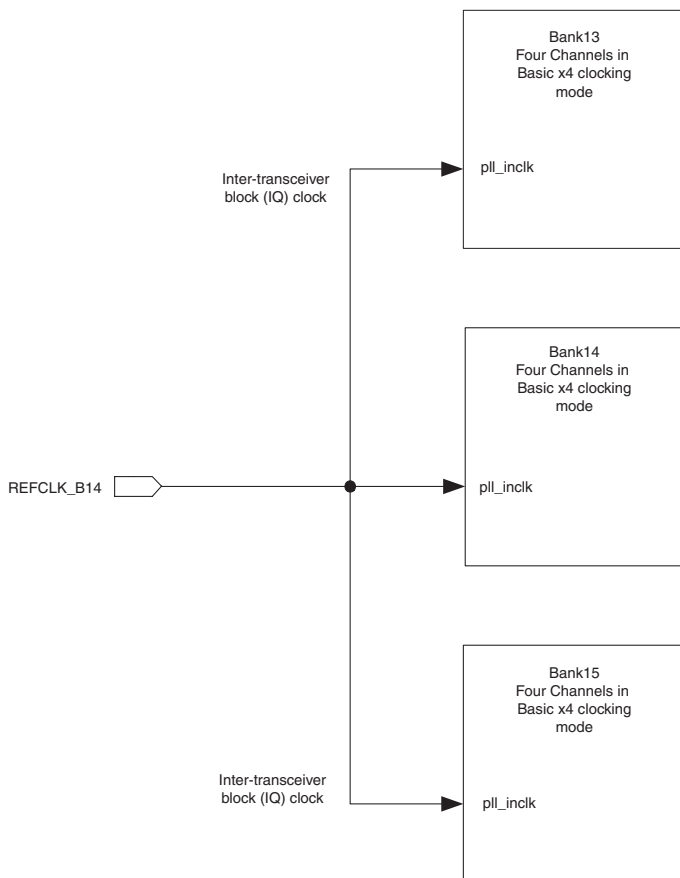 Bank13
Four Channels in
Basic x4 clocking
mode
pll_inclk
Inter-transceiver
block (IQ) clock
Bank14
Four Channels in
Basic x4 clocking
mode
REFCLK_B14
pll_inclk
Bank15
Four Channels in
Basic x4 clocking
mode
Inter-transceiver
block (IQ) clock
pll_inclk